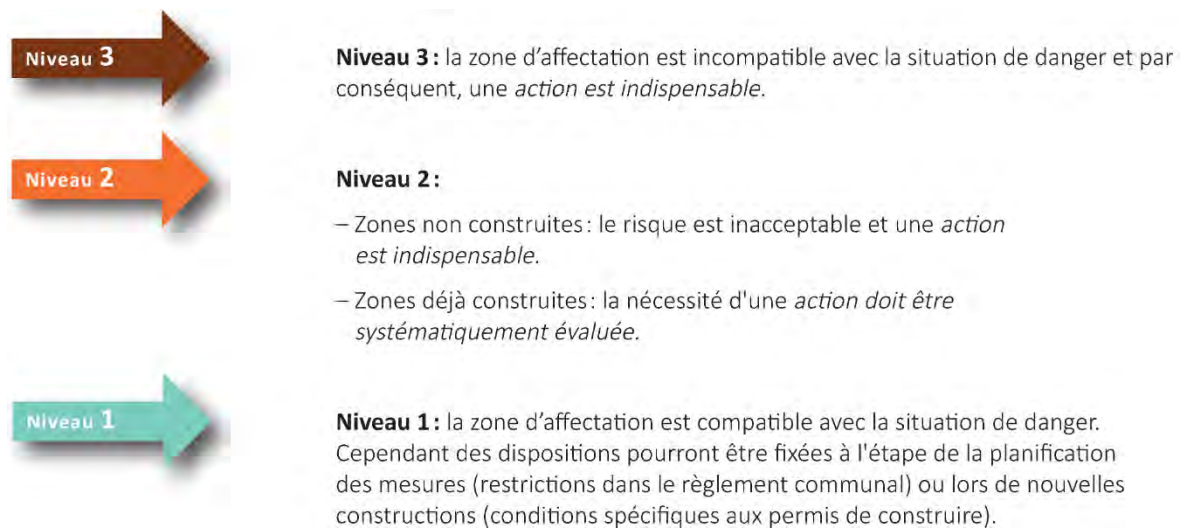 Niveau 3
Niveau 3 : la zone d’affectation est incompatible avec la situation de danger et par
conséquent, une action est indispensable.
Niveau 2
Niveau 2 :
– Zones non construites : le risque est inacceptable et une action
est indispensable.
– Zones déjà construites : la nécessité d'une action doit être
systématiquement évaluée.
Niveau 1
Niveau 1 : la zone d’affectation est compatible avec la situation de danger.
Cependant des dispositions pourront être fixées à l'étape de la planification
des mesures (restrictions dans le règlement communal) ou lors de nouvelles
constructions (conditions spécifiques aux permis de construire).